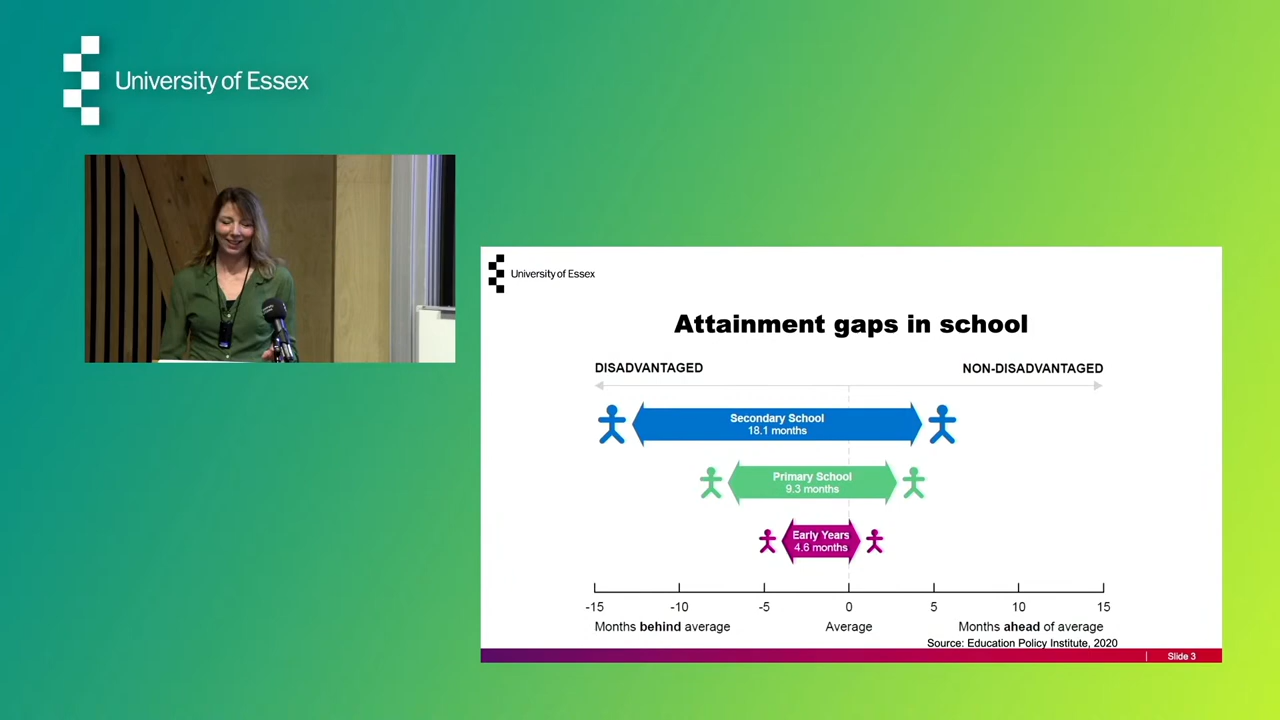 University of Essex
University of Essex
Attainment gaps in school
DISADVANTAGED
NON-DISADVANTAGED
Secondary School
18.1 months
Primary School
9.3 months
Early Years
4.6 months
-15 -10 -5 0 5 10 15
Months behind average
Average
Months ahead of average
Source: Education Policy Institute, 2020
Slide 3